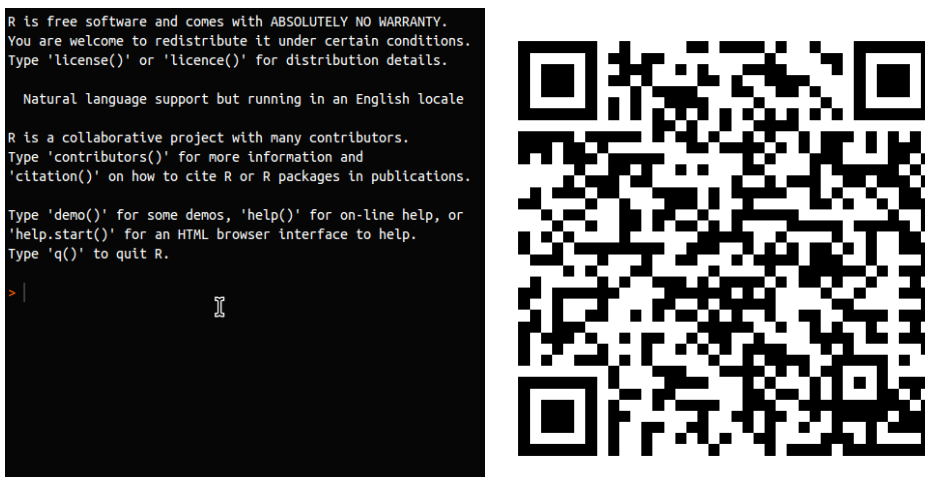 R is free software and comes with ABSOLUTELY NO WARRANTY.
You are welcome to redistribute it under certain conditions.
Type 'license()' or 'licence()' for distribution details.
Natural language support but running in an English locale
R is a collaborative project with many contributors.
Type 'contributors()' for more information and
'citation()' on how to cite R or R packages in publications.
Type 'demo()' for some demos, 'help()' for on-line help, or
'help.start()' for an HTML browser interface to help.
Type 'q()' to quit R.
>